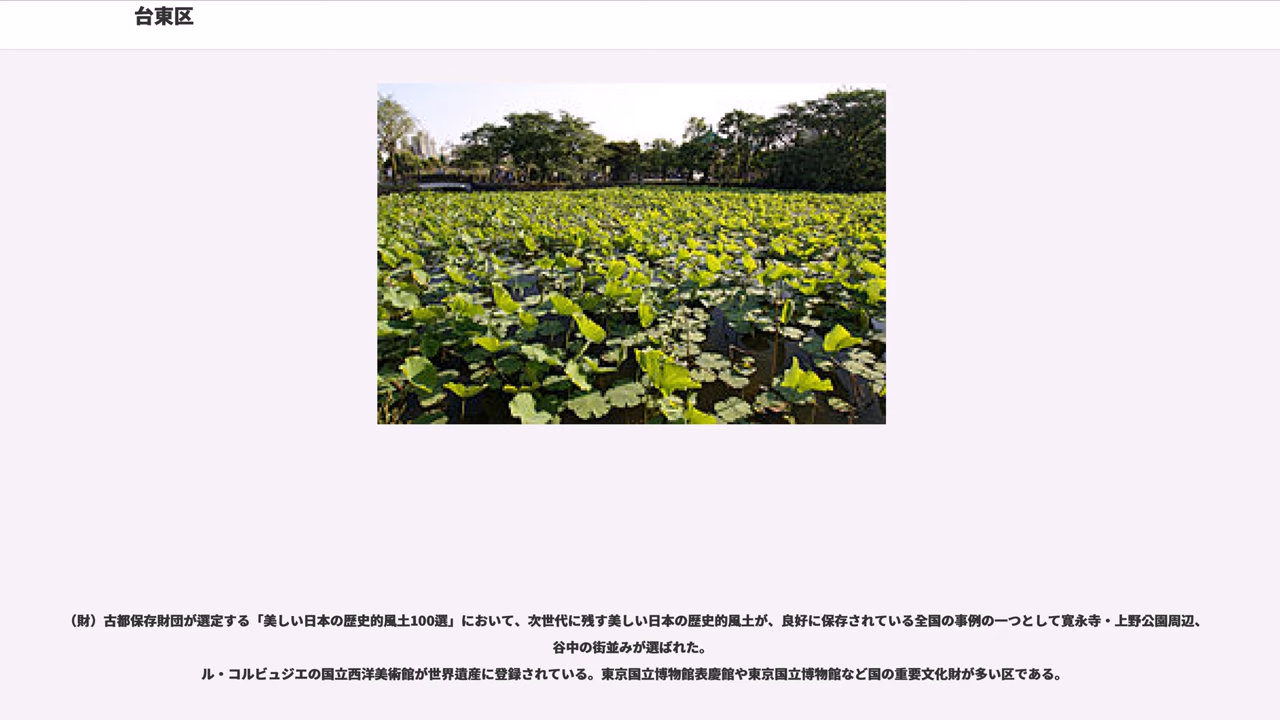 台東区
（財）古都保存財団が選定する「美しい日本の歴史的風土100選」において、次世代に残す美しい日本の歴史的風土が、良好に保存されている全国の事例の一つとして寛永寺・上野公園周辺、
谷中の街並みが選ばれた。
ル・コルビュジエの国立西洋美術館が世界遺産に登録されている。東京国立博物館表慶館や東京国立博物館など国の重要文化財が多い区である。